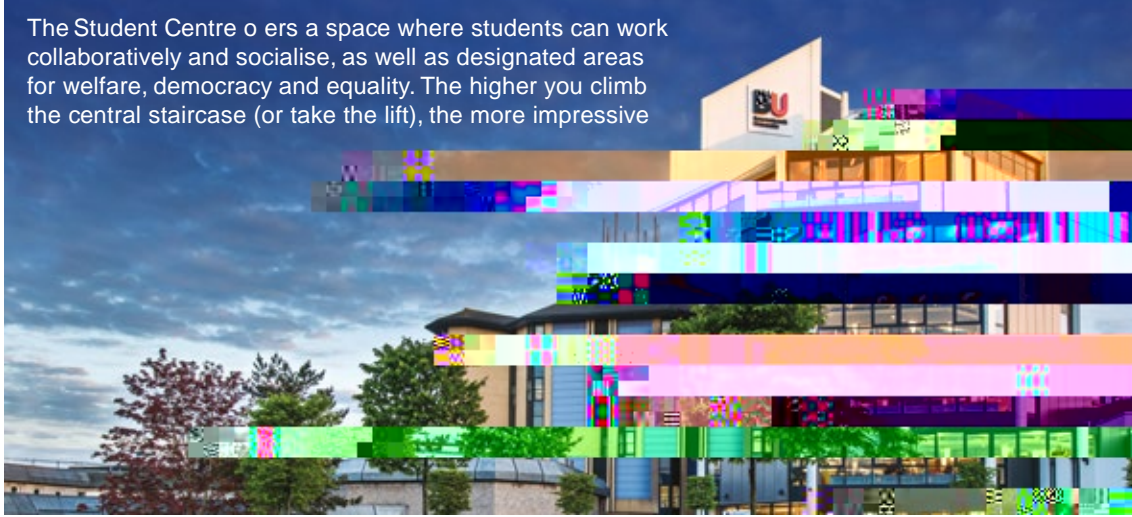 The Student Centre o ers a space where students can work
collaboratively and socialise, as well as designated areas
for welfare, democracy and equality. The higher you climb
the central staircase (or take the lift), the more impressive
BU